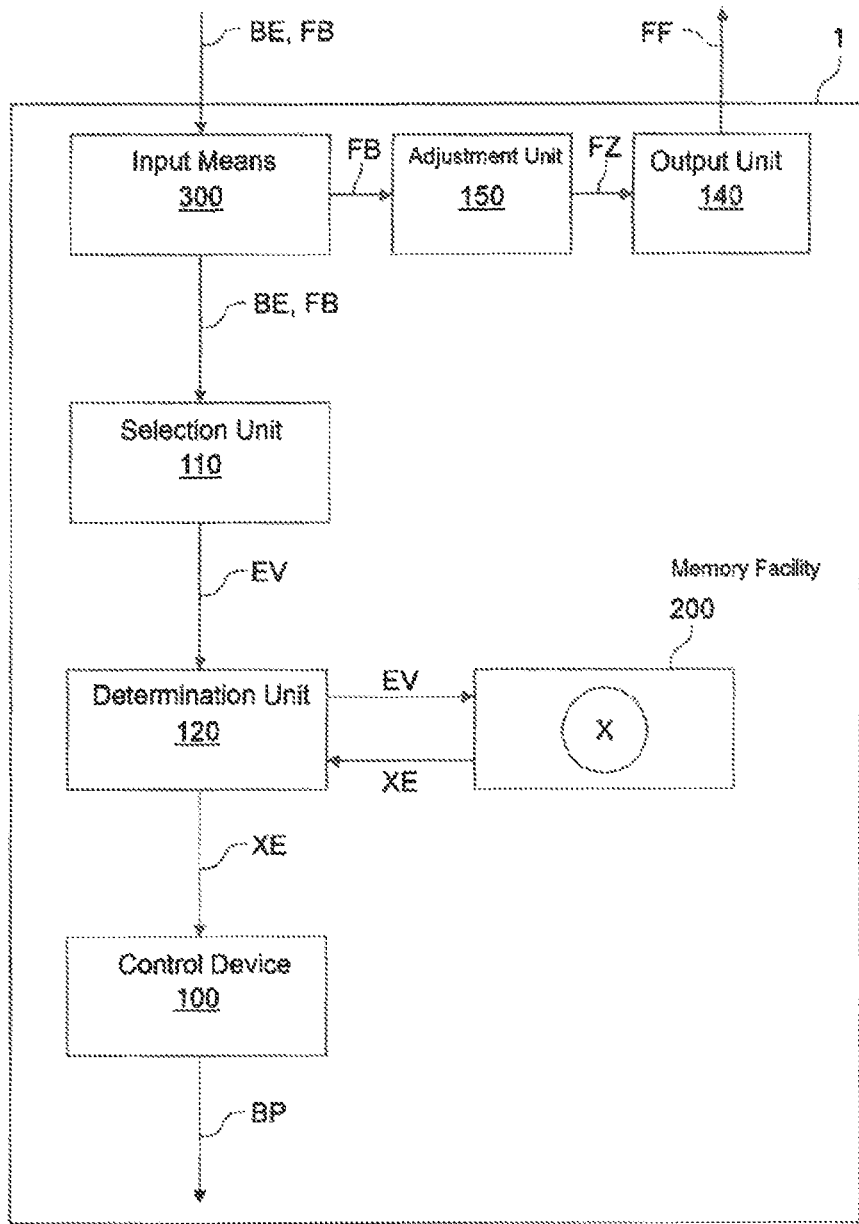 BE, FB
FF
1
Input Means
300
FB
Adjustment Unit
150
FZ
Output Unit
140
BE, FB
Selection Unit
110
EV
Memory Facility
200
Determination Unit
120
EV
XE
X
XE
Control Device
100
BP